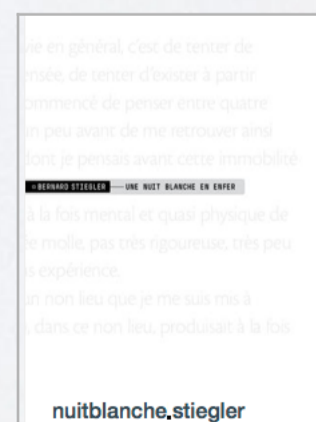 vie en général, c'est de tenter de
ensée, de tenter d'exister à partir
ommencé de penser entre quatre
un peu avant de me retrouver ainsi
dont je pensais avant cette immobilité
BERNARD STIEGLER — UNE NUIT BLANCHE EN ENFER
à la fois mental et quasi physique de
e molle, pas très rigoureuse, très peu
s expérience.
un non lieu que je me suis mis à
, dans ce non lieu, produisait à la fois
nuitblanche.stiegler